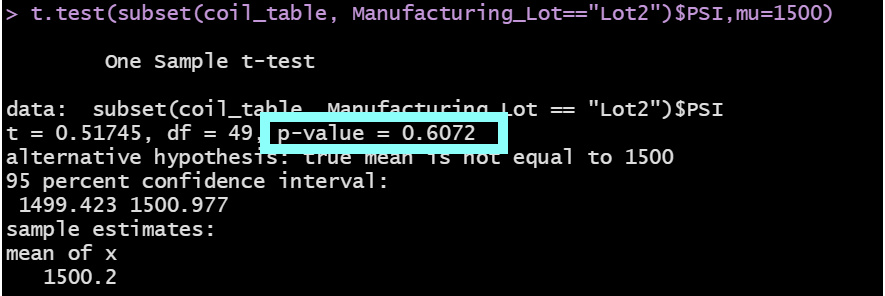 > t.test(subset(coil_table, Manufacturing_Lot=="Lot2")$PSI,mu=1500)
One Sample t-test
data:  subset(coil_table, Manufacturing_Lot == "Lot2")$PSI
t = 0.51745, df = 49, p-value = 0.6072
alternative hypothesis: true mean is not equal to 1500
95 percent confidence interval:
1499.423 1500.977
sample estimates:
mean of x
1500.2